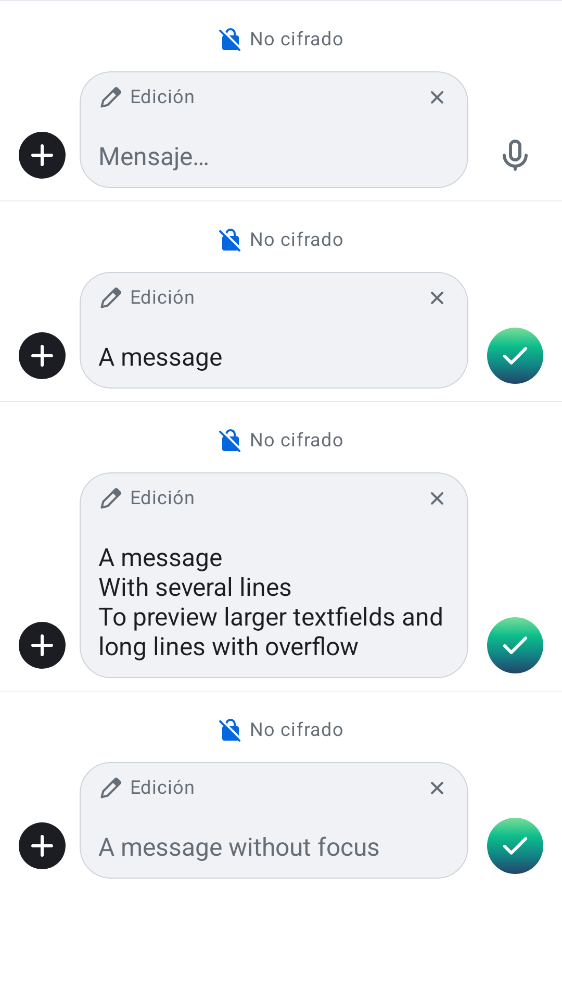 No cifrado
Edición
Mensaje…
No cifrado
Edición
A message
No cifrado
Edición
A message
With several lines
To preview larger textfields and
long lines with overflow
No cifrado
Edición
A message without focus